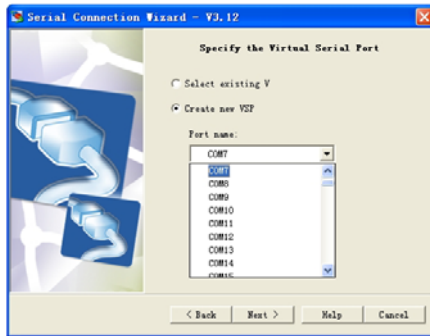 Serial Connection Wizard - V3.12
Specify the Virtual Serial Port
Select existing V
Create new VSP
Port name:
COM7
COM7
COM8
COM9
COM10
COM11
COM12
COM13
COM14
COM15
< Back Next > Help Cancel